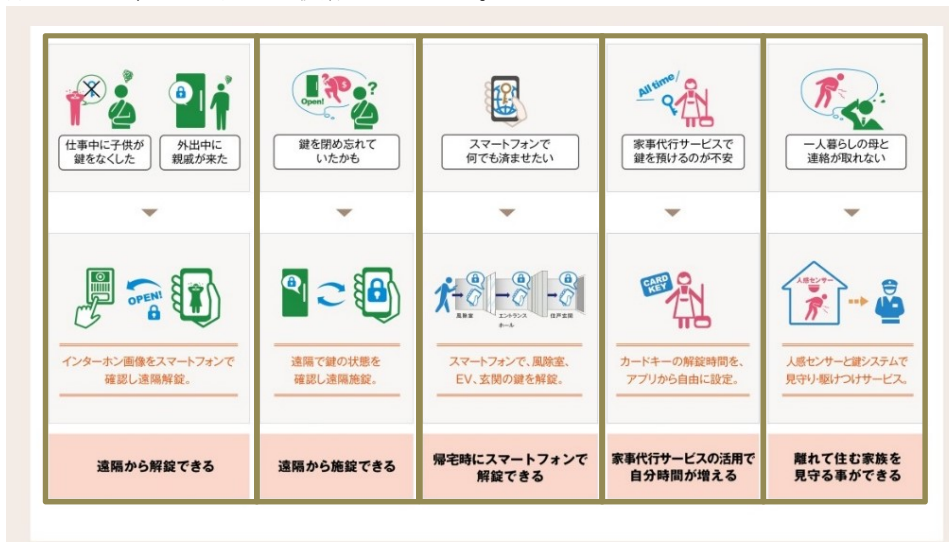 仕事中に子供が
鍵をなくした
外出中に
親戚が来た
Open!
鍵を閉め忘れて
いたかも
スマートフォンで
何でも済ませたい
All time
家事代行サービスで
鍵を預けるのが不安
一人暮らしの母と
連絡が取れない
OPEN!
インターホン画像をスマートフォンで
確認し遠隔解錠。
遠隔で鍵の状態を
確認し遠隔施錠。
風除室
エントランス
ホール
住戸玄関
スマートフォンで、風除室、
EV、玄関の鍵を解錠。
CARD
KEY
カードキーの解錠時間を、
アプリから自由に設定。
人感センサー
人感センサーと鍵システムで
見守り・駆けつけサービス。
遠隔から解錠できる
遠隔から施錠できる
帰宅時にスマートフォンで
解錠できる
家事代行サービスの活用で
自分時間が増える
離れて住む家族を
見守る事ができる